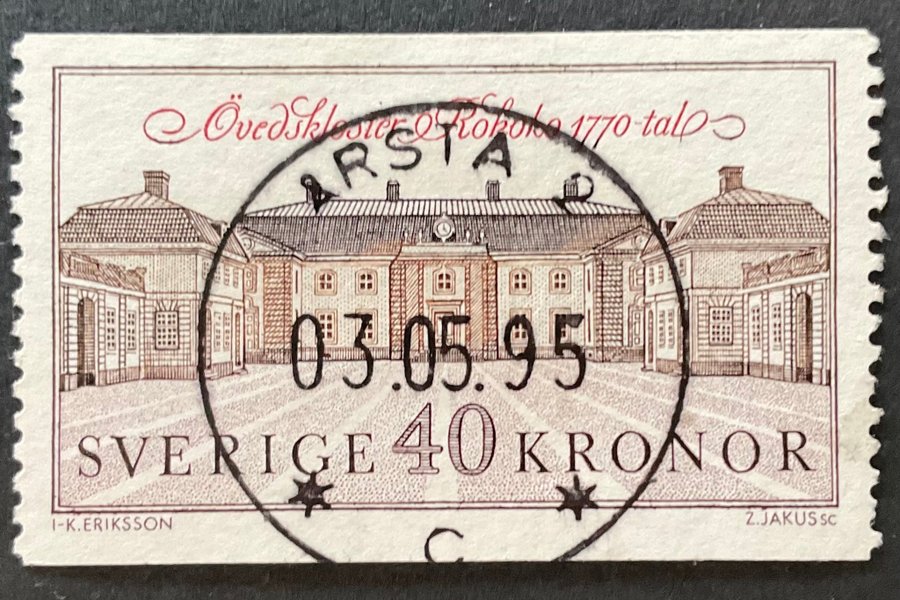 Övedskloster Rokoko 1770-tal
ÅRSTA P
03.05.95
SVERIGE 40 KRONOR
I-K.ERIKSSON Z.JAKUS SC
C